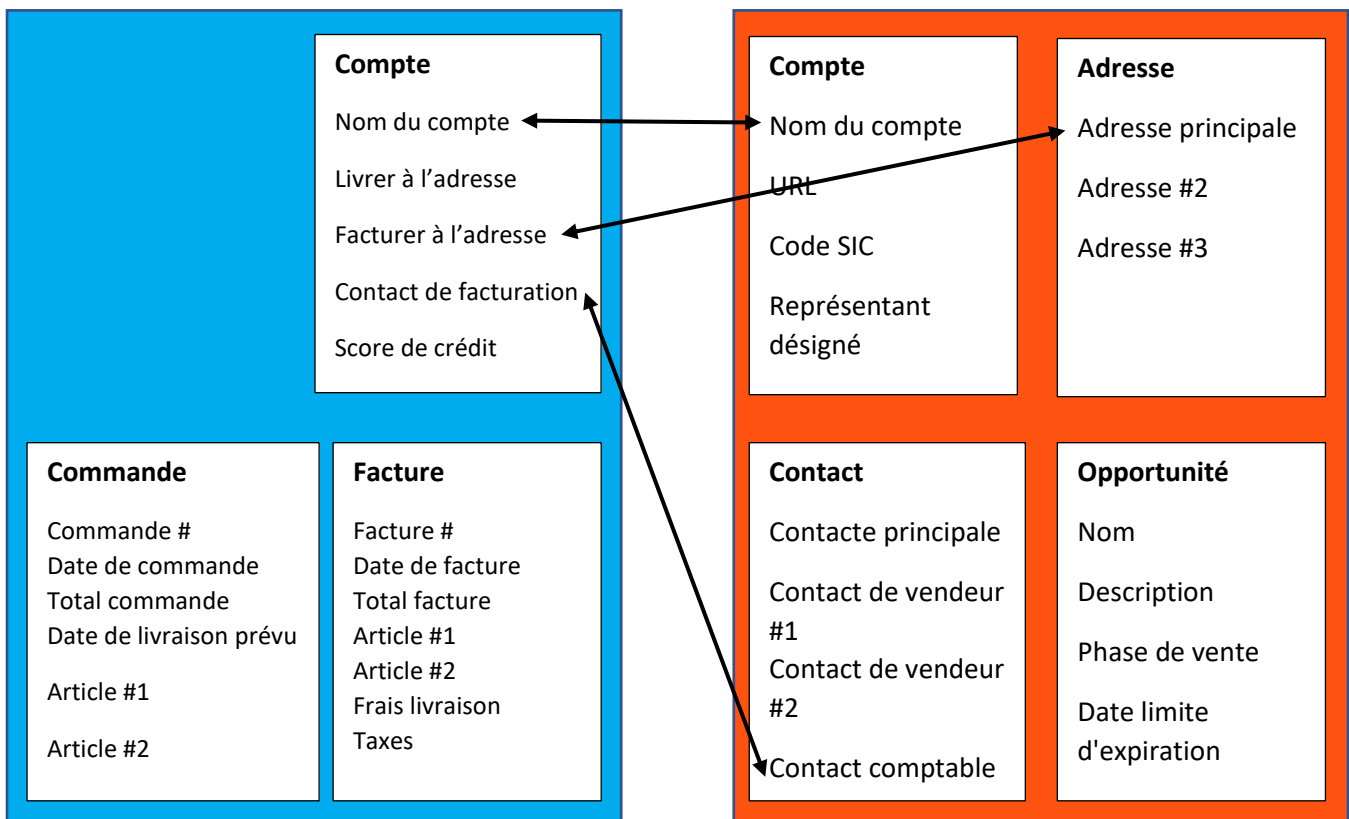 Compte
Nom du compte
Livrer à l’adresse
Facturer à l’adresse
Contact de facturation
Score de crédit
Commande
Commande #
Date de commande
Total commande
Date de livraison prévu
Article #1
Article #2
Facture
Facture #
Date de facture
Total facture
Article #1
Article #2
Frais livraison
Taxes
Compte
Nom du compte
URL
Code SIC
Représentant
désigné
Adresse
Adresse principale
Adresse #2
Adresse #3
Contact
Contacte principale
Contact de vendeur
#1
Contact de vendeur
#2
Contact comptable
Opportunité
Nom
Description
Phase de vente
Date limite
d'expiration